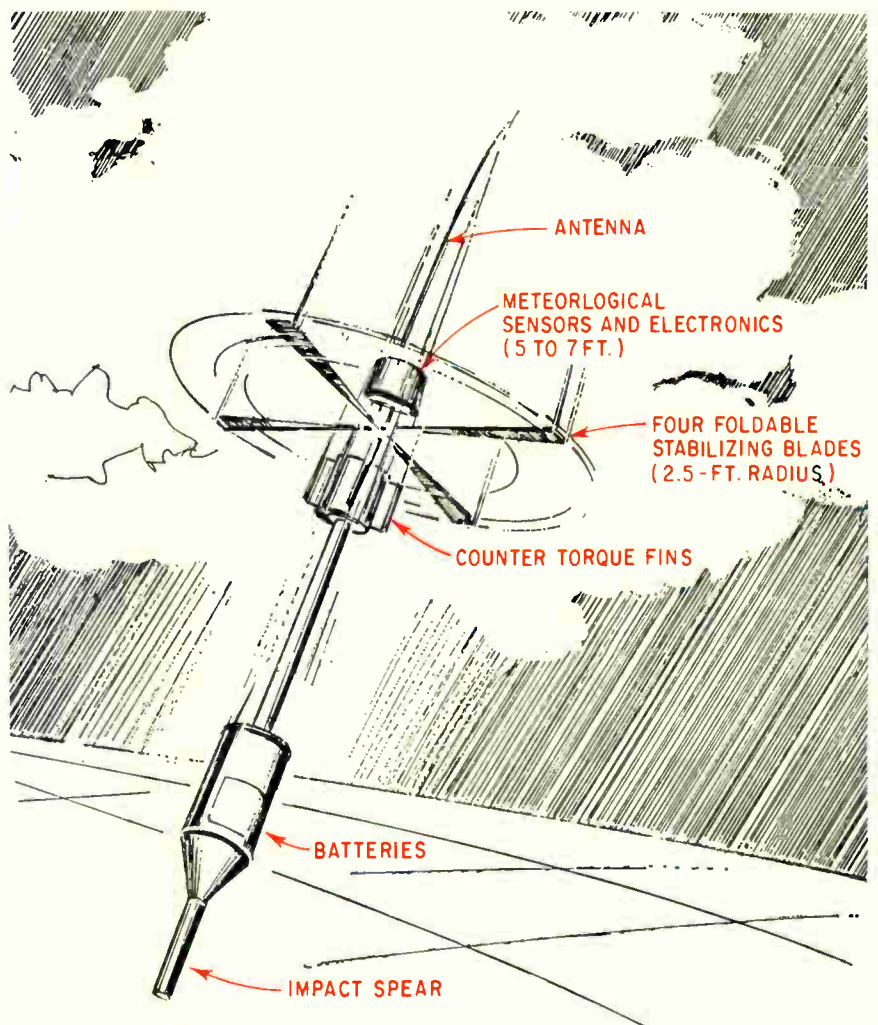 ANTENNA
METEORLOGICAL
SENSORS AND ELECTRONICS
(5 TO 7 FT.)
FOUR FOLDABLE
STABILIZING BLADES
(2.5-FT. RADIUS)
COUNTER TORQUE FINS
BATTERIES
IMPACT SPEAR